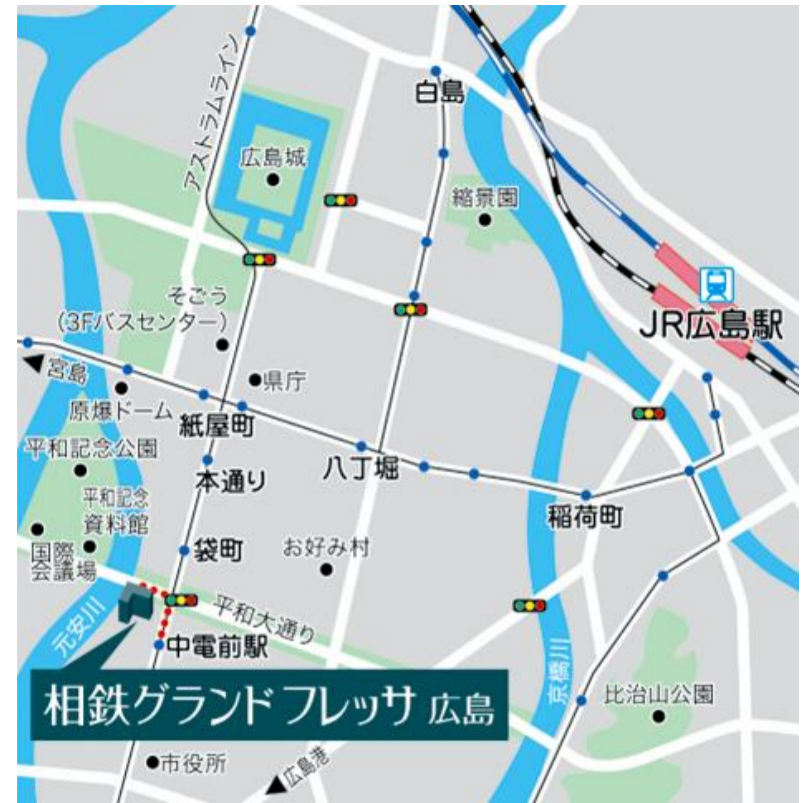 白島
アストラムライン
広島城
縮景園
そごう
(3Fバスセンター)
JR広島駅
宮島
県庁
原爆ドーム
紙屋町
平和記念公園
八丁堀
本通り
平和記念
資料館
稲荷町
国際
会議場
袋町
お好み村
平和大通り
元安川
中電前駅
京橋川
相鉄グランドフレッサ 広島
比治山公園
市役所
広島港